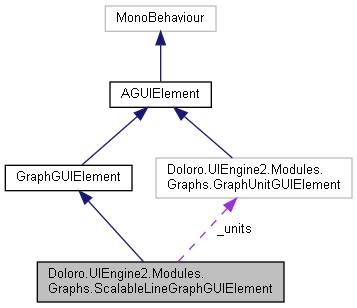 MonoBehaviour
AGUIElement
GraphGUIElement
Doloro.UIEngine2.Modules.
Graphs.GraphUnitGUIElement
_units
Doloro.UIEngine2.Modules.
Graphs.ScalableLineGraphGUIElement